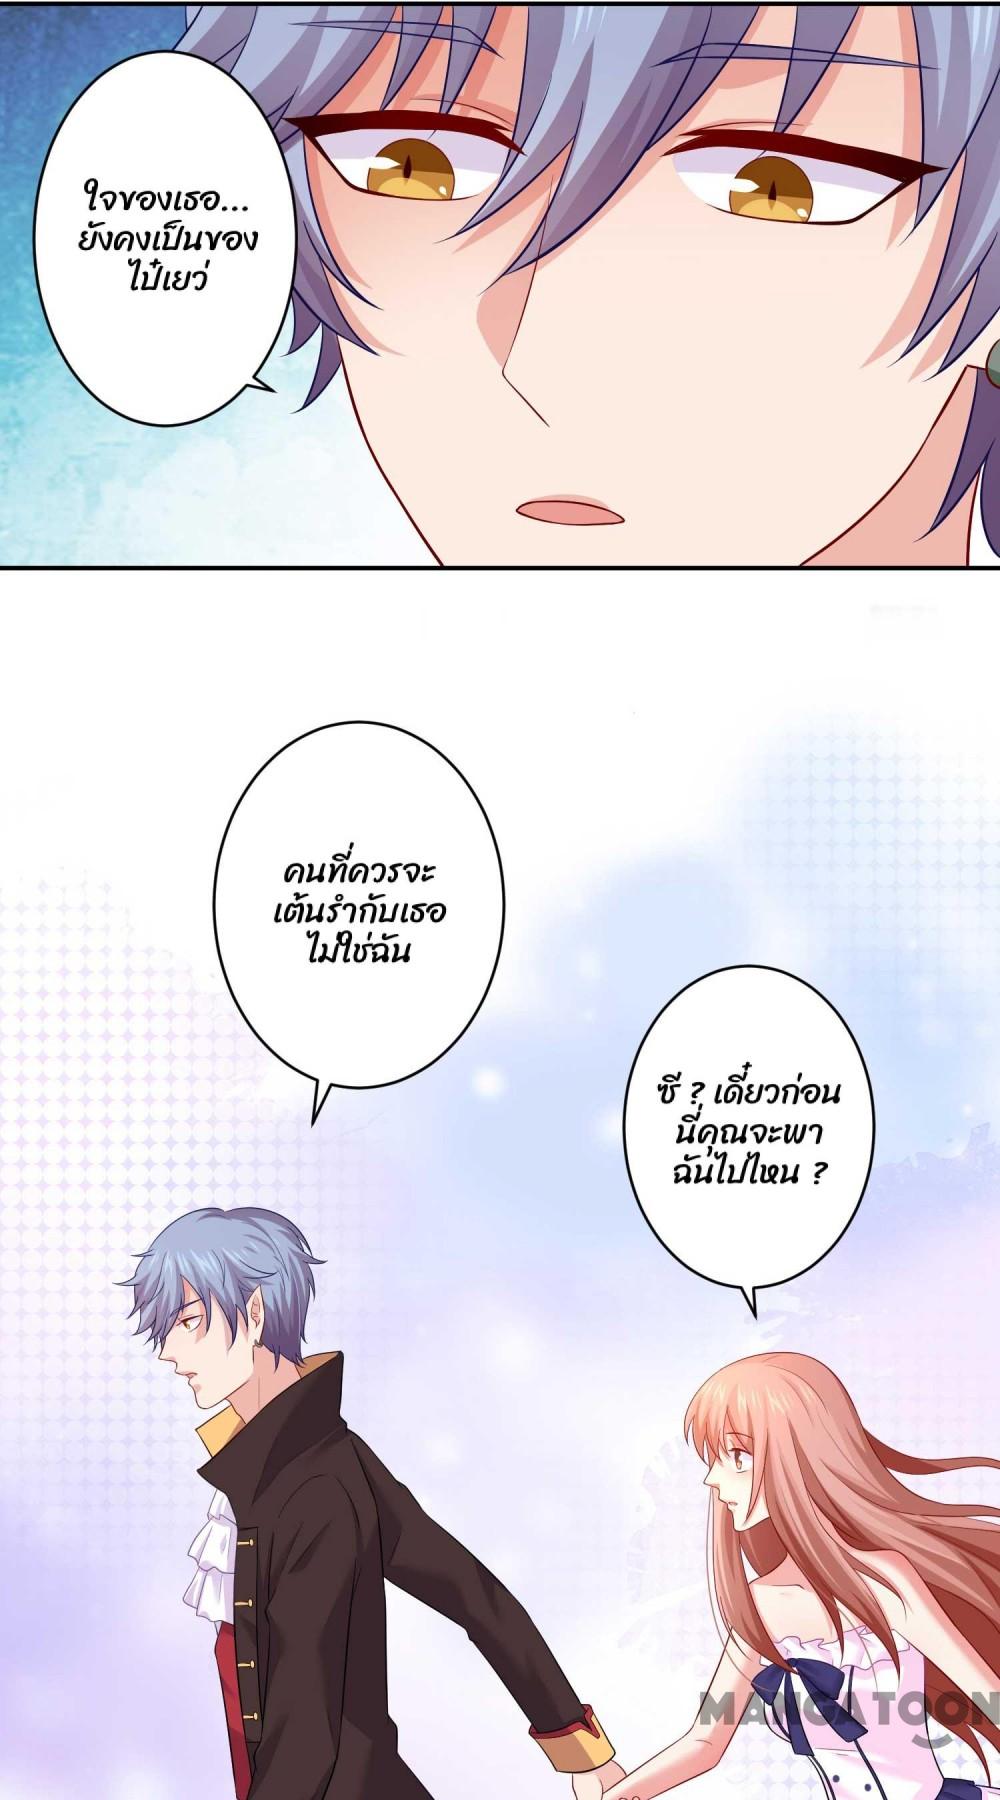 ใจของเธอ...
ยังคงเป็นของ
ไป๋เยว่
คนที่ควรจะ
เต้นรำกับเธอ
ไม่ใช่ฉัน
ซี ? เดี๋ยวก่อน
นี่คุณจะพา
ฉันไปไหน ?
MANGATOON